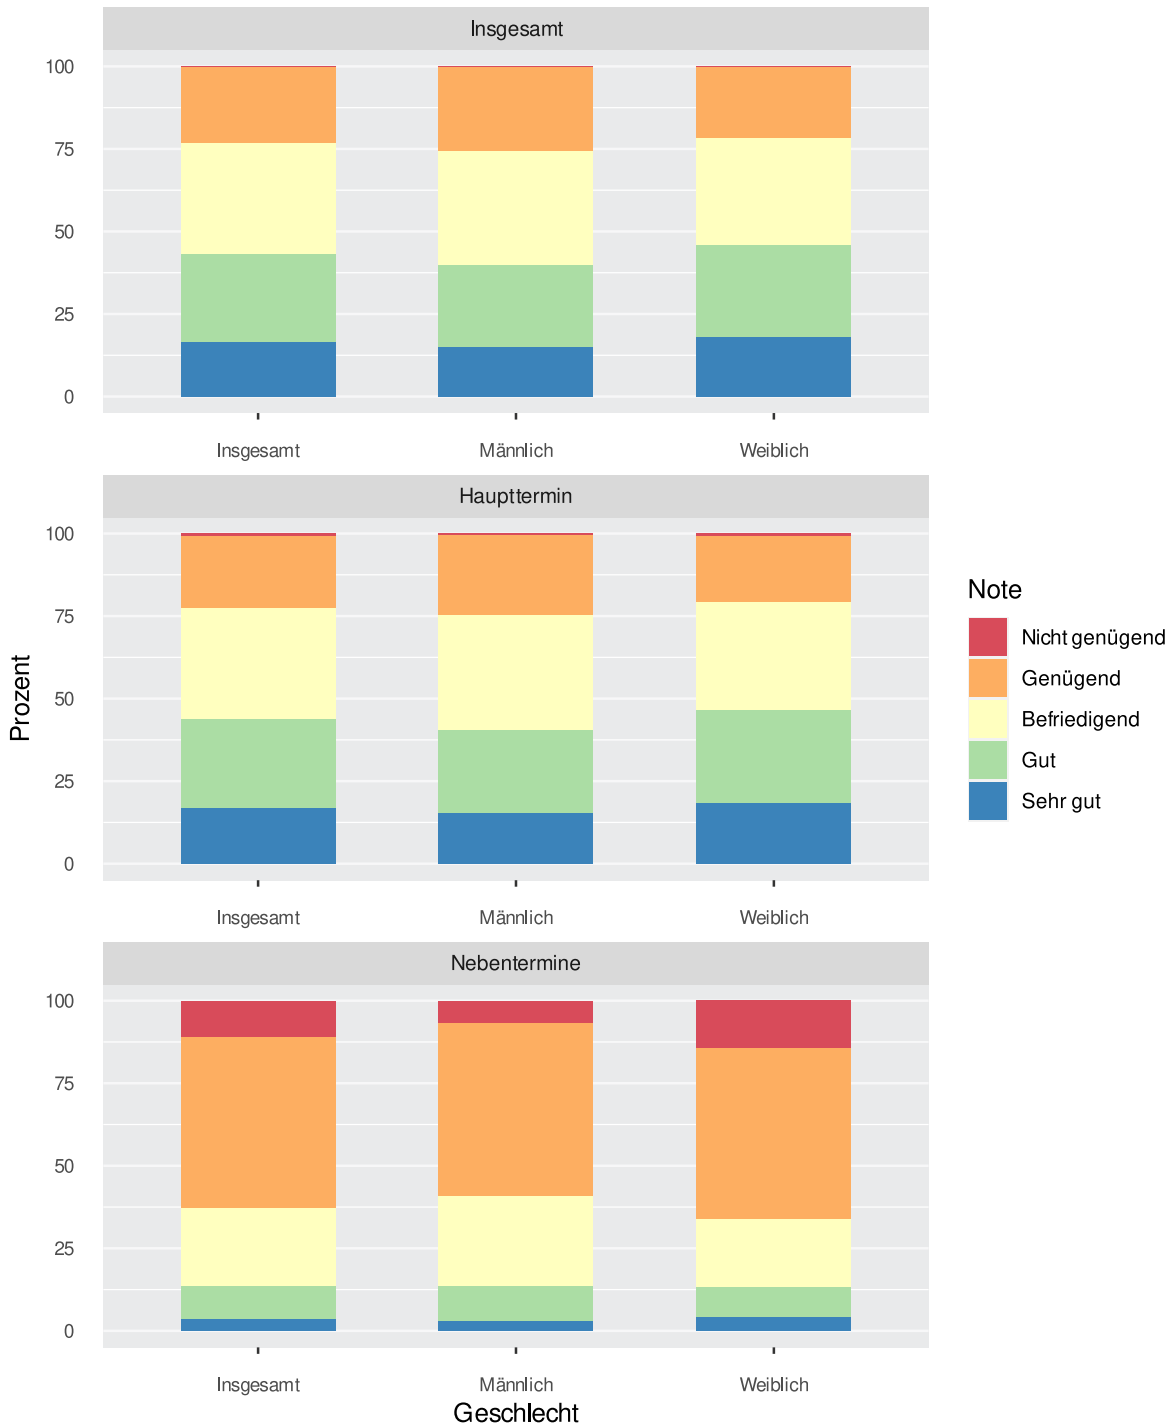 Insgesamt
100
75
50
25
0
Insgesamt Männlich Weiblich
Haupttermin
100
75
50
25
0
Insgesamt Männlich Weiblich
Nebentermine
100
75
50
25
0
Insgesamt Männlich Weiblich
Geschlecht
Prozent
Note
Nicht genügend
Genügend
Befriedigend
Gut
Sehr gut